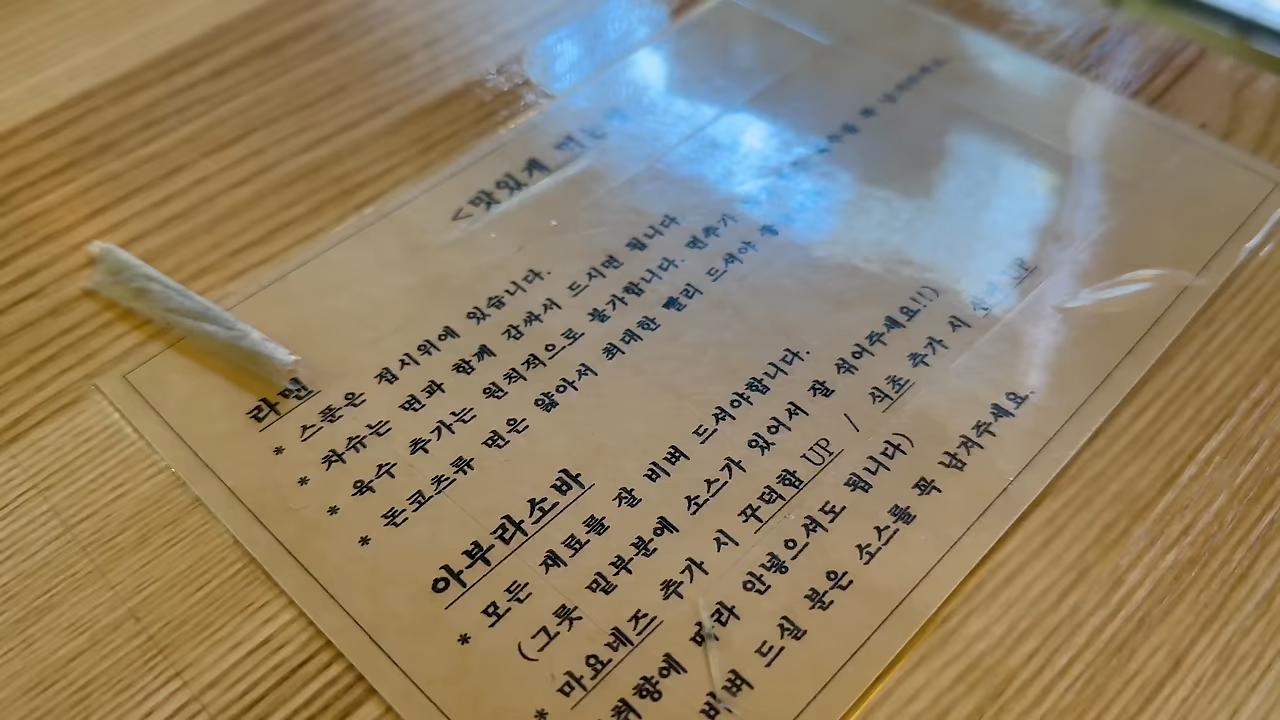 <맛있게 먹는
라멘
* 스푼은 접시위에 있습니다.
* 차슈는 면과 함께 감싸서 드시면 됩니다
* 육수 추가는 원칙적으로 불가합니다. 면추가
* 돈코츠류 면은 얇아서 최대한 빨리 드셔야
아부라소바
* 모든 재료를 잘 비벼 드셔야합니다.
(그릇 밑부분에 소스가 있어서 잘 섞어주세요!!)
* 마요네즈 추가 시 꾸덕함 UP / 식초 추가 시 UP
취향에 따라 안넣으셔도 됩니다)
비벼 드실 분은 소스를 꼭 남겨주세요.